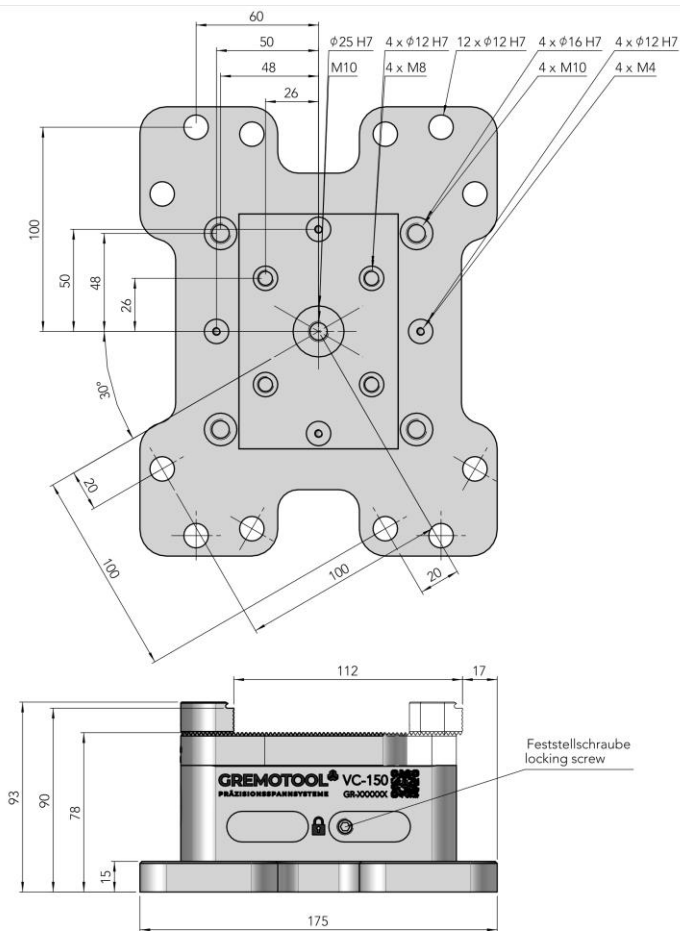 60
50
48
26
ϕ25 H7
M10
4 x ϕ12 H7
4 x M8
12 x ϕ12 H7
4 x ϕ16 H7
4 x M10
4 x ϕ12 H7
4 x M4
100
50
48
26
30°
20
100
100
20
112
17
93
90
78
15
GREMOTOOL® VC-150
PRÄZISIONSSPANNSYSTEME GR-XXXXXX
Feststellschraube
locking screw
175